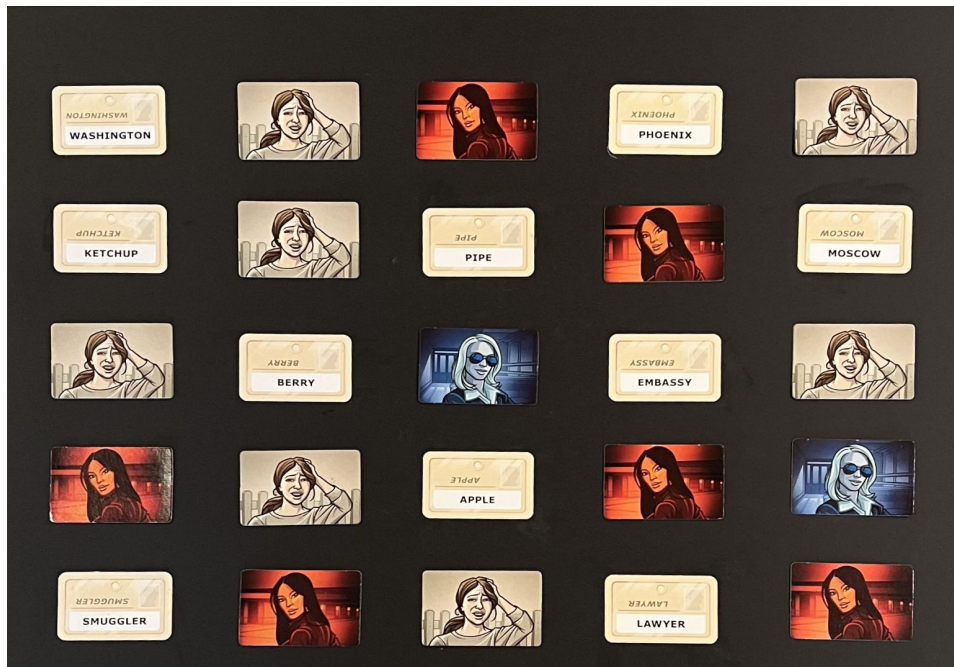 WASHINGTON
WASHINGTON
PHOENIX
PHOENIX
KETCHUP
KETCHUP
PIPE
PIPE
MOSCOW
MOSCOW
BERRY
BERRY
EMBASSY
EMBASSY
APPLE
APPLE
SMUGGLER
SMUGGLER
LAWYER
LAWYER